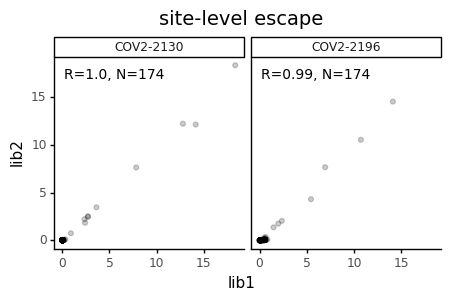 site-level escape
COV2-2130 COV2-2196
R=1.0, N=174 R=0.99, N=174
15
10
5
0
lib2
0 5 10 15 0 5 10 15
lib1